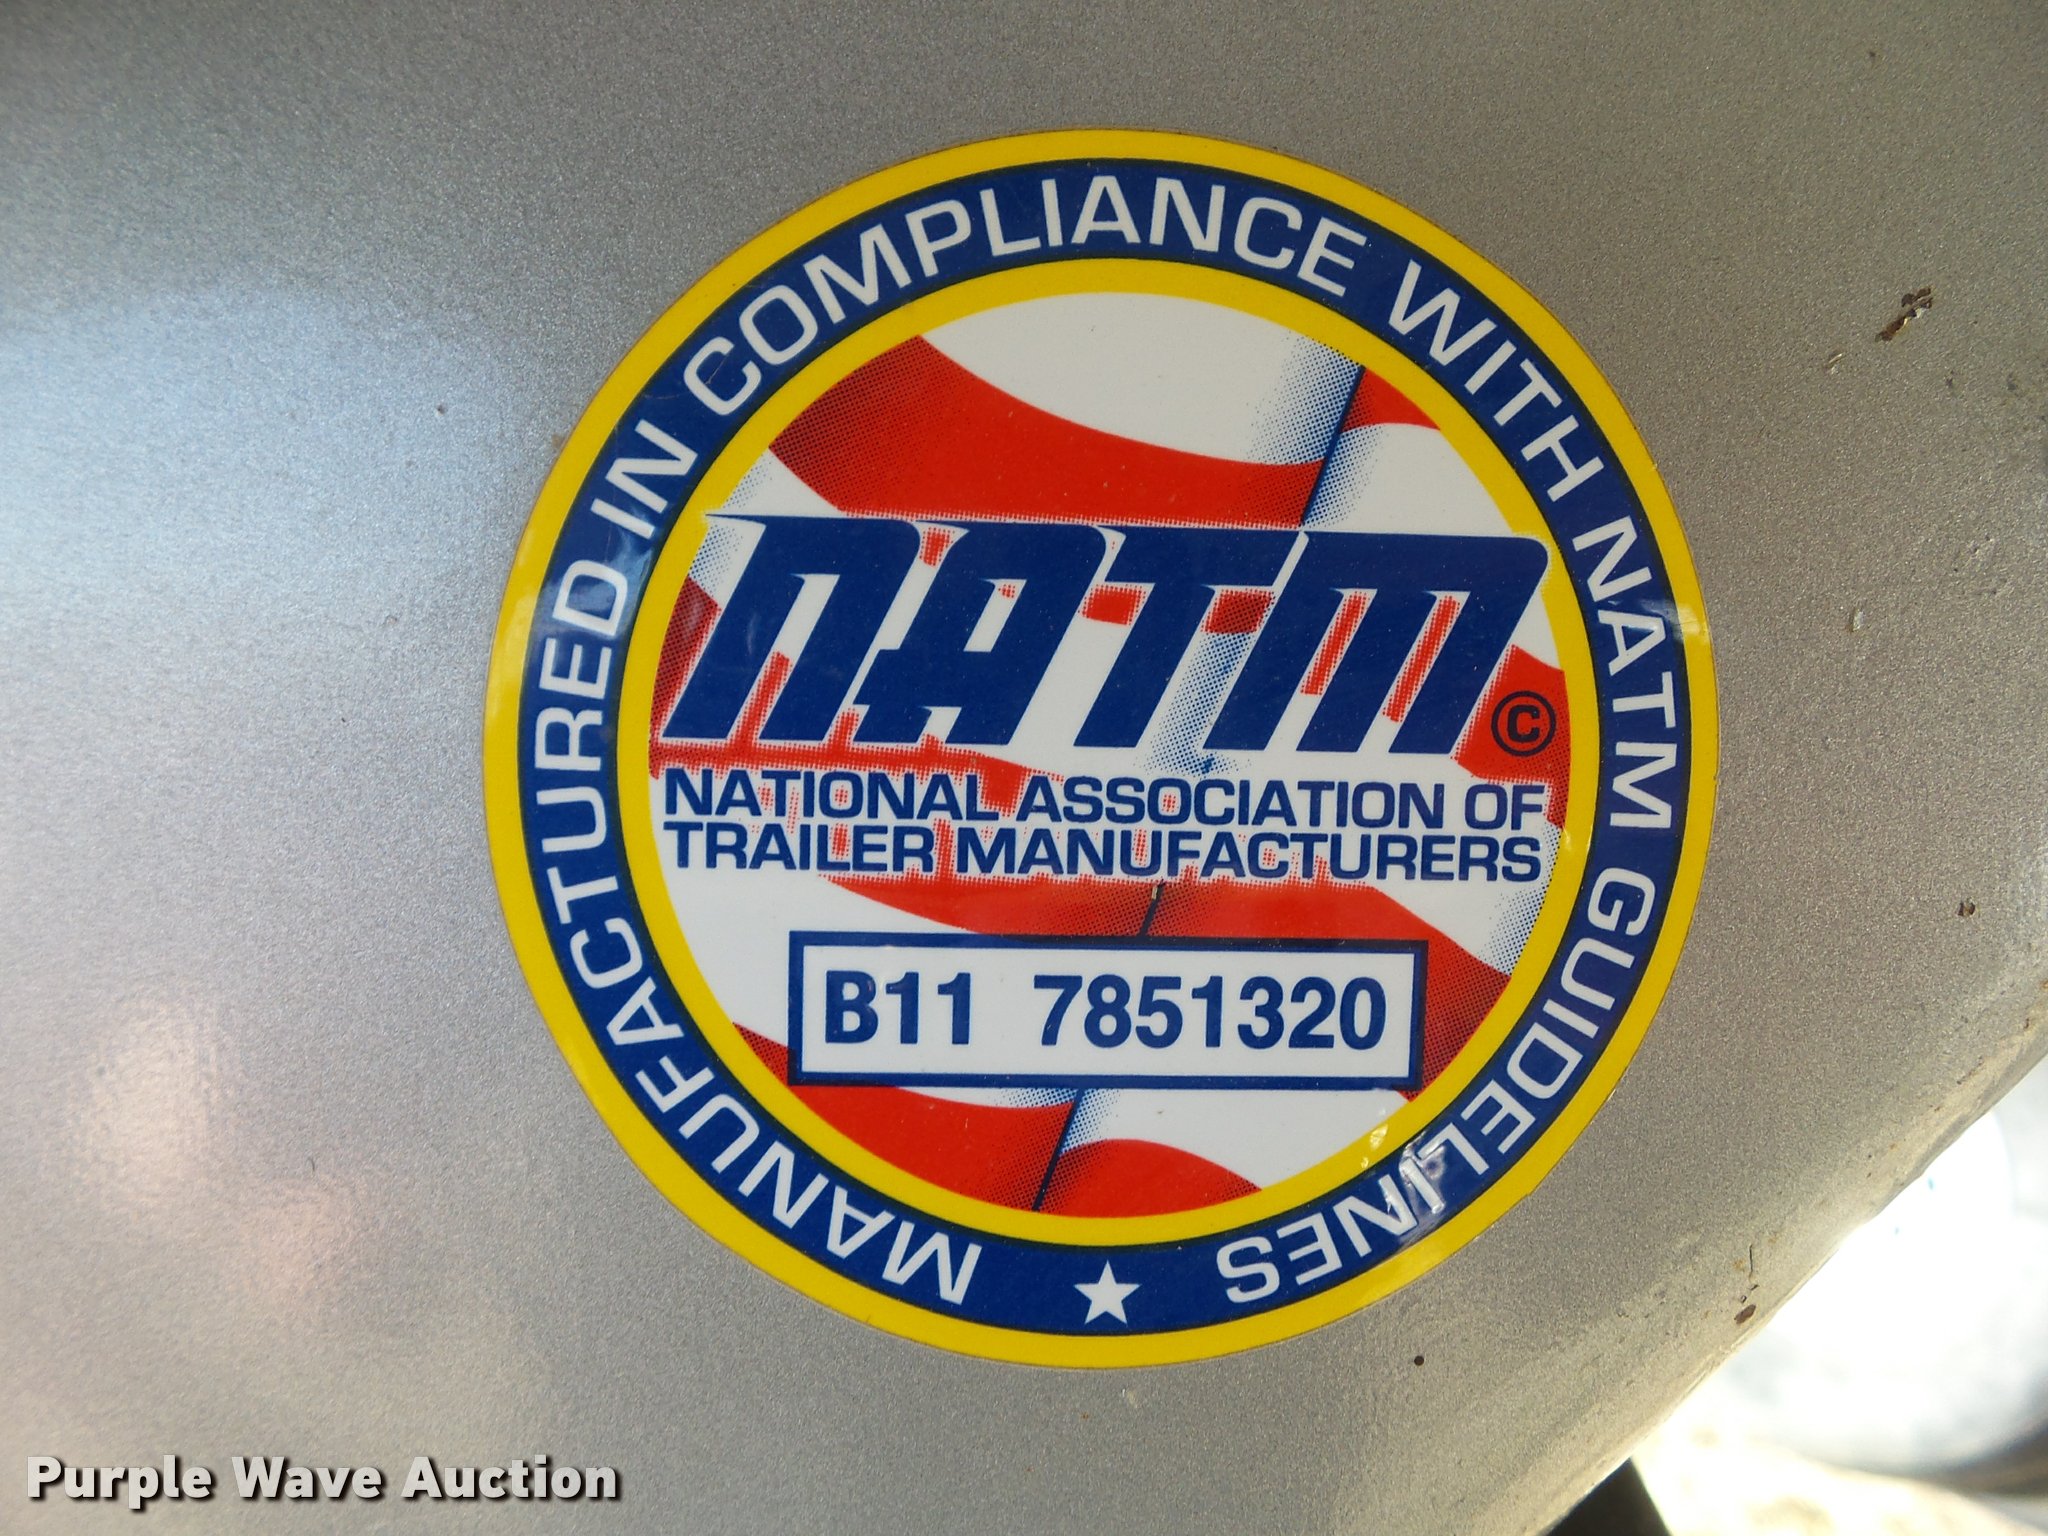 MANUFACTURED IN COMPLIANCE WITH NATM GUIDELINES
NATM ©
NATIONAL ASSOCIATION OF
TRAILER MANUFACTURERS
B11 7851320
Purple Wave Auction